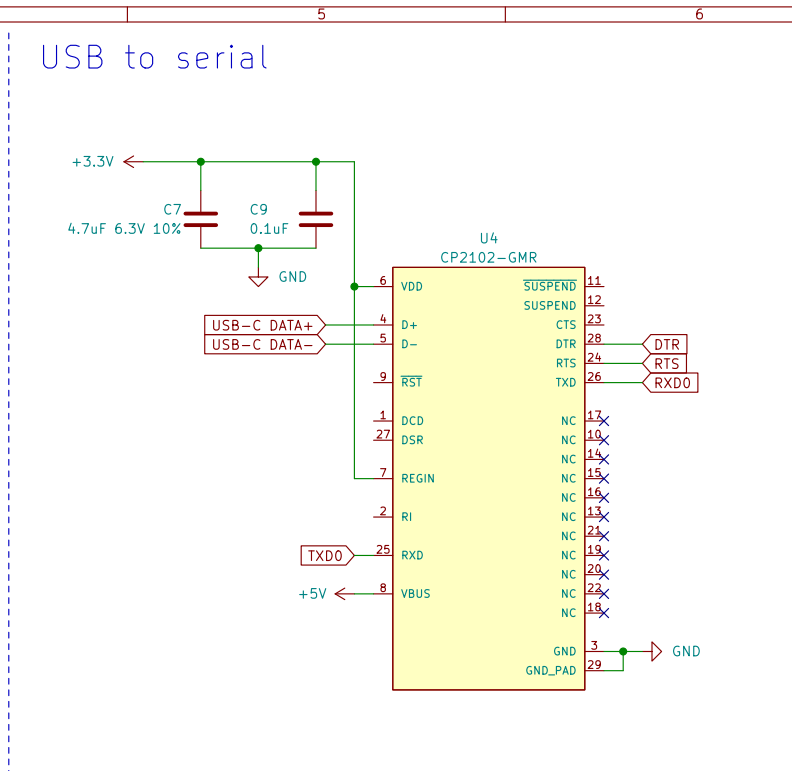 5 6
USB to serial
+3.3V
C7
4.7uF 6.3V 10%
C9
0.1uF
GND
U4
CP2102-GMR
6 VDD SUSPEND 11
SUSPEND 12
USB-C DATA+ 4 D+ CTS 23
USB-C DATA- 5 D- DTR 28 DTR
RTS 24 RTS
9 RST TXD 26 RXD0
1 DCD NC 17
27 DSR NC 10
NC 14
7 REGIN NC 15
NC 16
2 RI NC 13
NC 21
TXD0 25 RXD NC 19
NC 20
+5V 8 VBUS NC 22
NC 18
GND 3 GND
GND_PAD 29